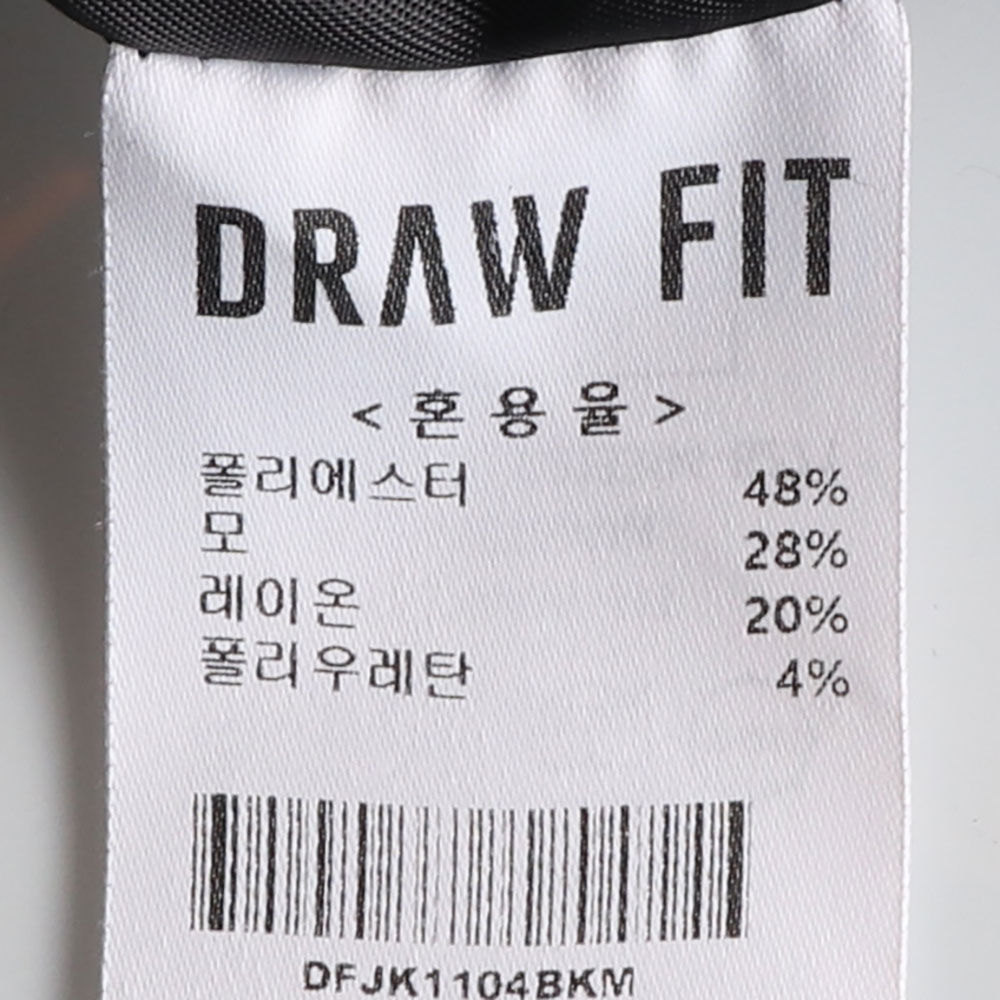 DRAW FIT
< 혼용율 >
폴리에스터 48%
모 28%
레이온 20%
폴리우레탄 4%
DFJK1104BKM